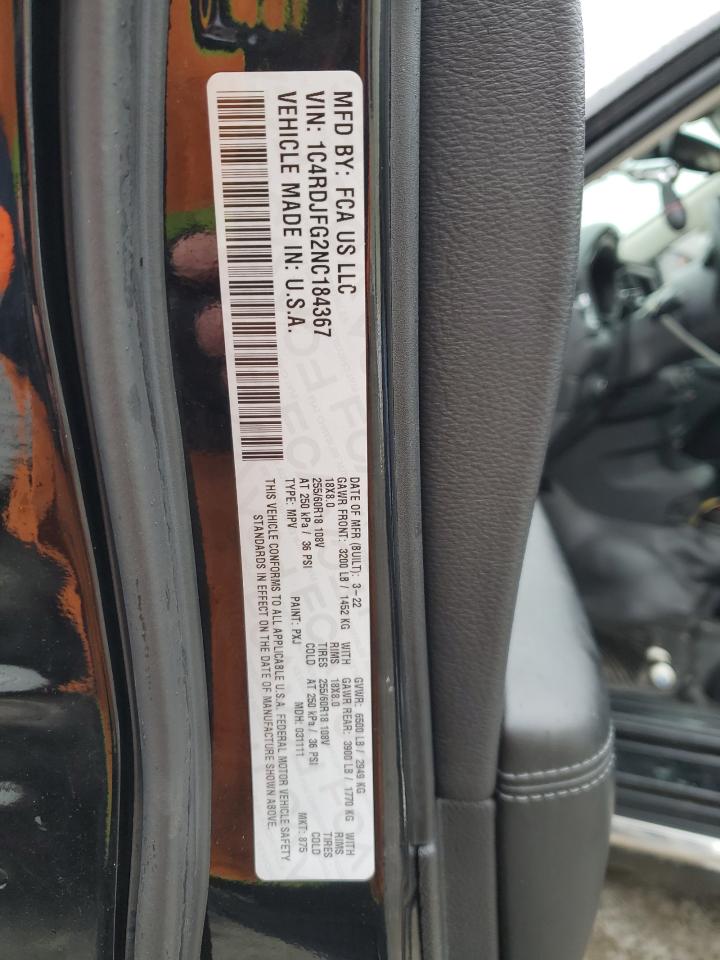 MFD BY: FCA US LLC
VIN: 1C4RDJFG2NC184367
VEHICLE MADE IN: U.S.A.
DATE OF MFR (BUILT): 3-22 GVWR: 6500 LB / 2949 KG
GAWR FRONT: 3200 LB / 1452 KG WITH GAWR REAR: 3900 LB / 1770 KG WITH
18X8.0 RIMS 18X8.0 RIMS
255/60R18 108V TIRES 255/60R18 108V TIRES
AT 250 kPa / 36 PSI COLD AT 250 kPa / 36 PSI COLD
TYPE: MPV PAINT: PXJ MDH: 031111 MKT: 875
THIS VEHICLE CONFORMS TO ALL APPLICABLE U.S.A. FEDERAL MOTOR VEHICLE SAFETY
STANDARDS IN EFFECT ON THE DATE OF MANUFACTURE SHOWN ABOVE.